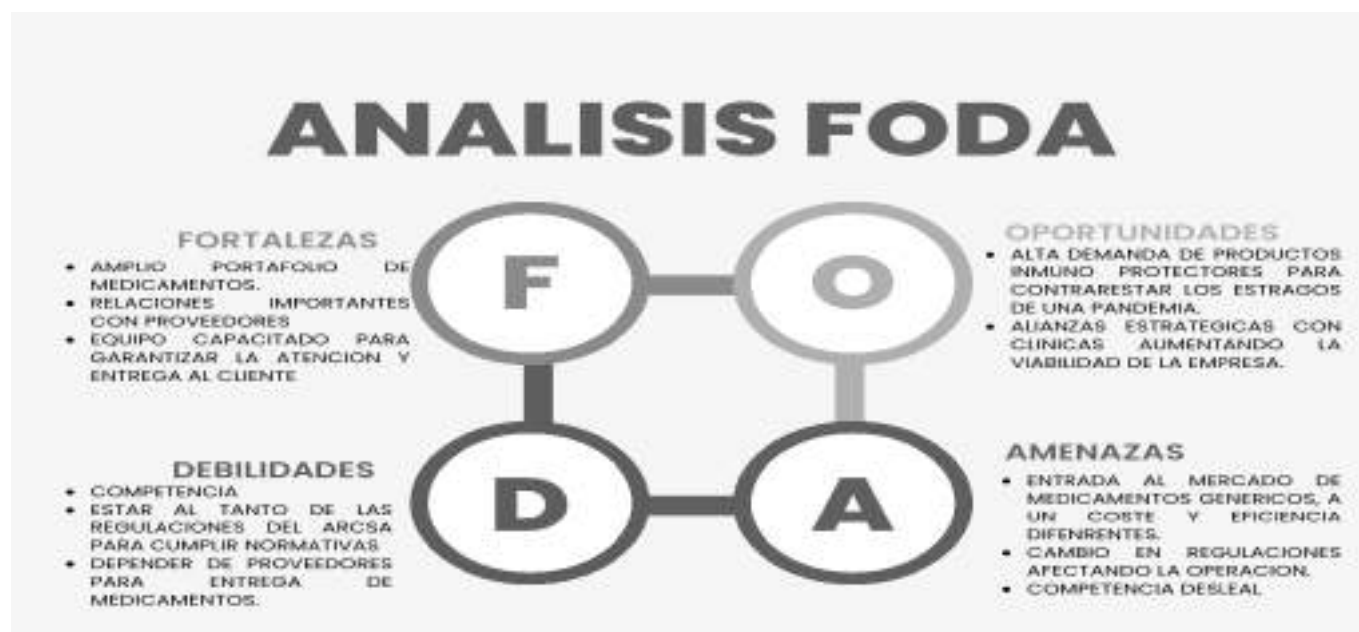 ANALISIS FODA
FORTALEZAS
• AMPLIO PORTAFOLIO DE
MEDICAMENTOS.
• RELACIONES IMPORTANTES
CON PROVEEDORES
• EQUIPO CAPACITADO PARA
GARANTIZAR LA ATENCION Y
ENTREGA AL CLIENTE
F
O
OPORTUNIDADES
• ALTA DEMANDA DE PRODUCTOS
INMUNO PROTECTORES PARA
CONTRARESTAR LOS ESTRAGOS
DE UNA PANDEMIA.
• ALIANZAS ESTRATEGICAS CON
CLINICAS AUMENTANDO LA
VIABILIDAD DE LA EMPRESA.
DEBILIDADES
• COMPETENCIA
• ESTAR AL TANTO DE LAS
REGULACIONES DEL ARCSA
PARA CUMPLIR NORMATIVAS
• DEPENDER DE PROVEEDORES
PARA ENTREGA DE
MEDICAMENTOS.
D
A
AMENAZAS
• ENTRADA AL MERCADO DE
MEDICAMENTOS GENERICOS, A
UN COSTE Y EFICIENCIA
DIFENRENTES.
• CAMBIO EN REGULACIONES
AFECTANDO LA OPERACION.
• COMPETENCIA DESLEAL